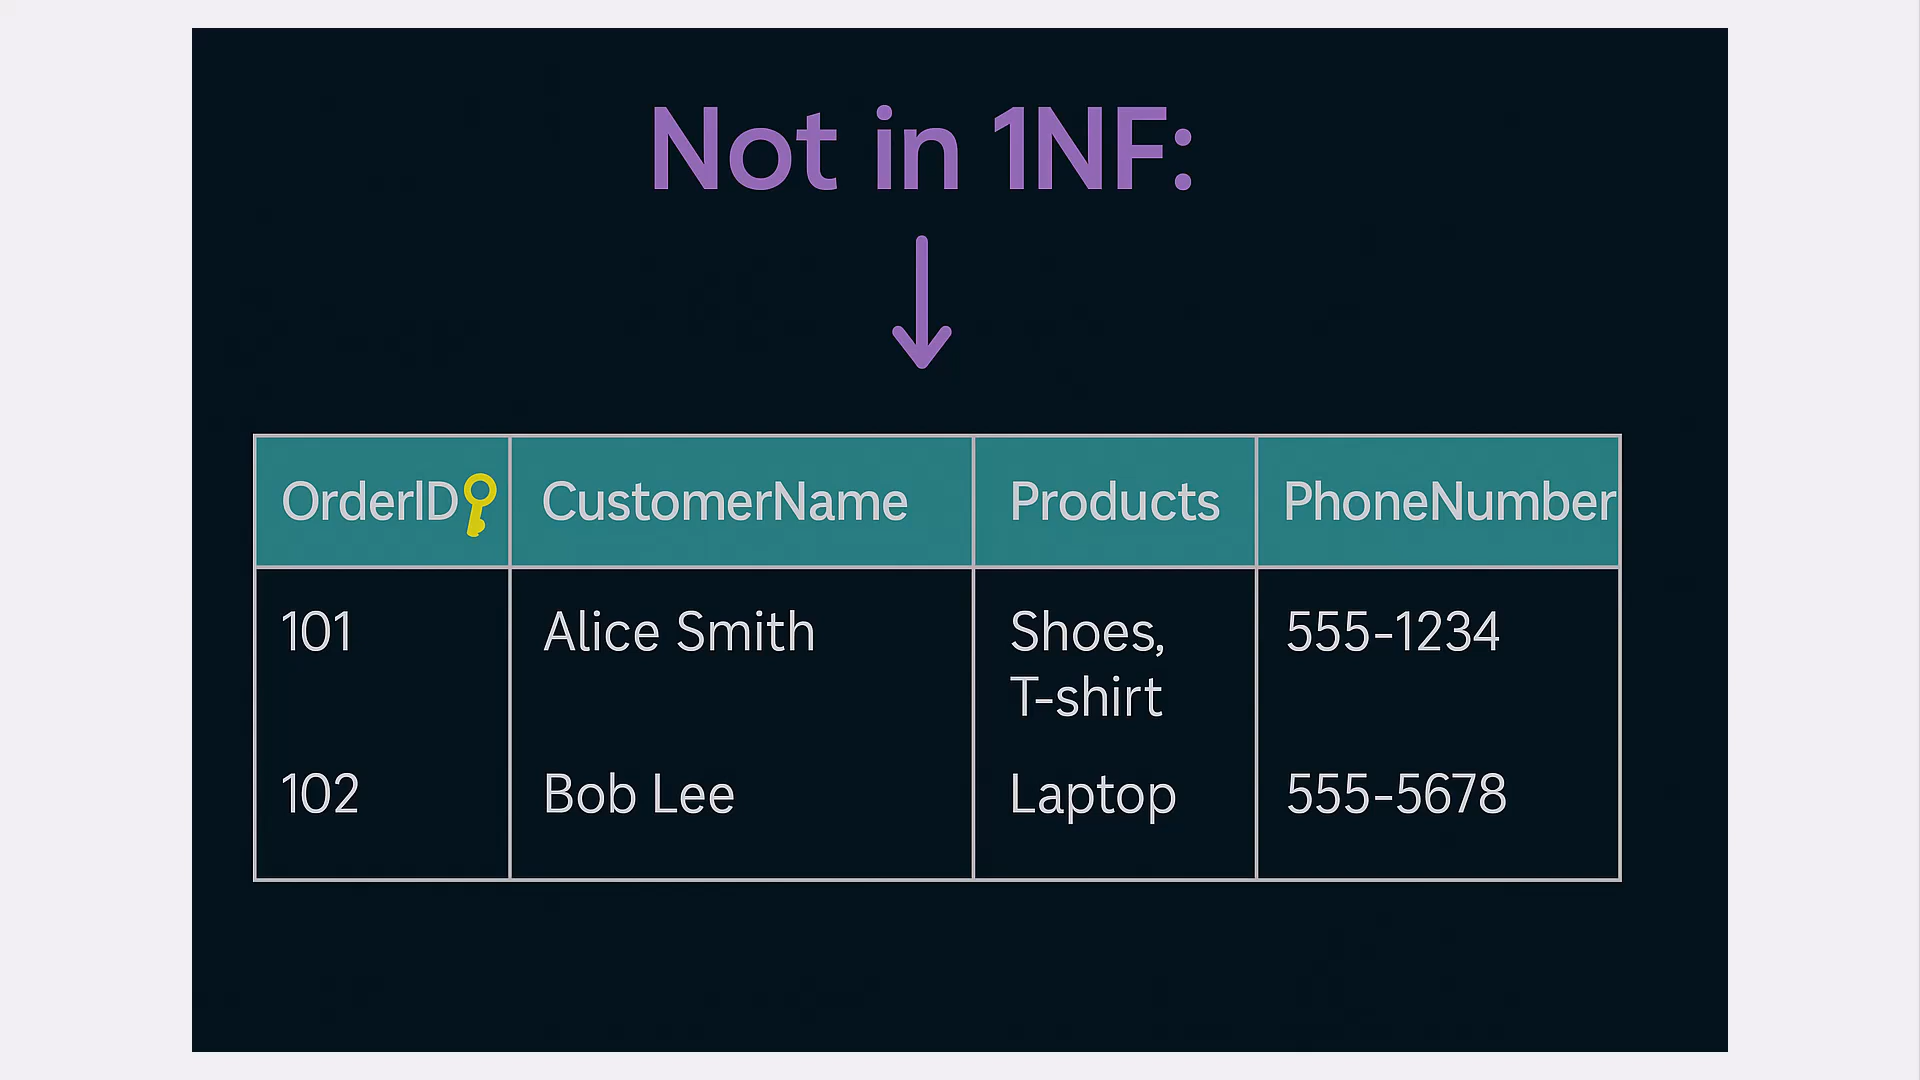 Not in 1NF:
OrderID CustomerName Products PhoneNumber
101 Alice Smith Shoes, 555-1234
T-shirt
102 Bob Lee Laptop 555-5678